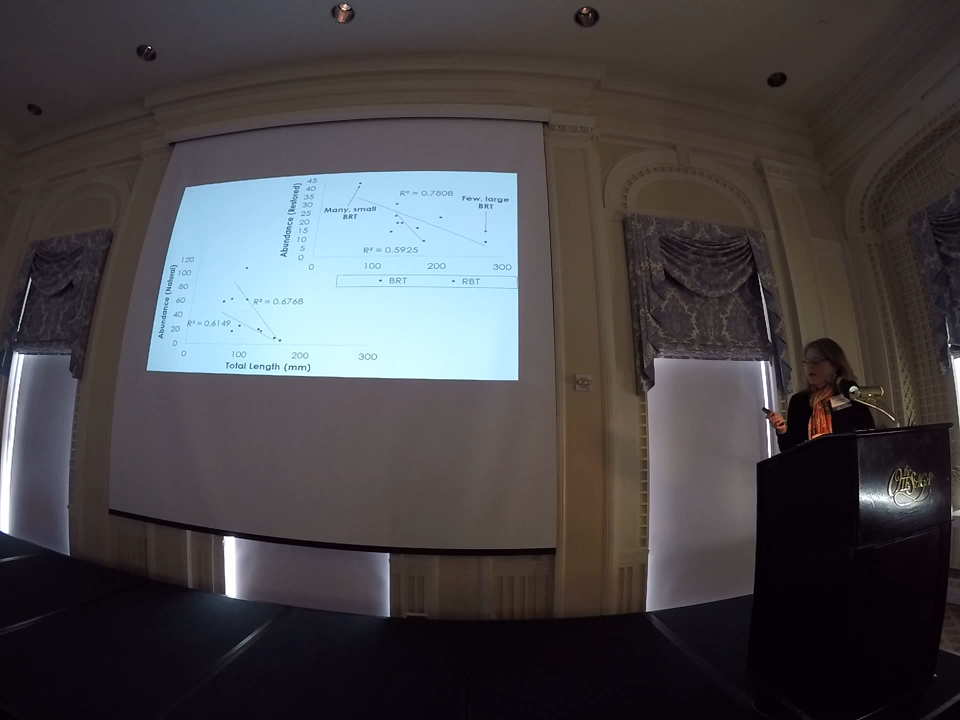 Abundance (Restored)
45
40
35
30
25
20
15
10
5
0
0
100
200
300
R² = 0.7808
Many, small
BRT
Few, large
BRT
R² = 0.5925
BRT
RBT
Abundance (Natural)
120
100
80
60
40
20
0
0
100
200
300
R² = 0.6768
R² = 0.6149
Total Length (mm)
OTESAGA